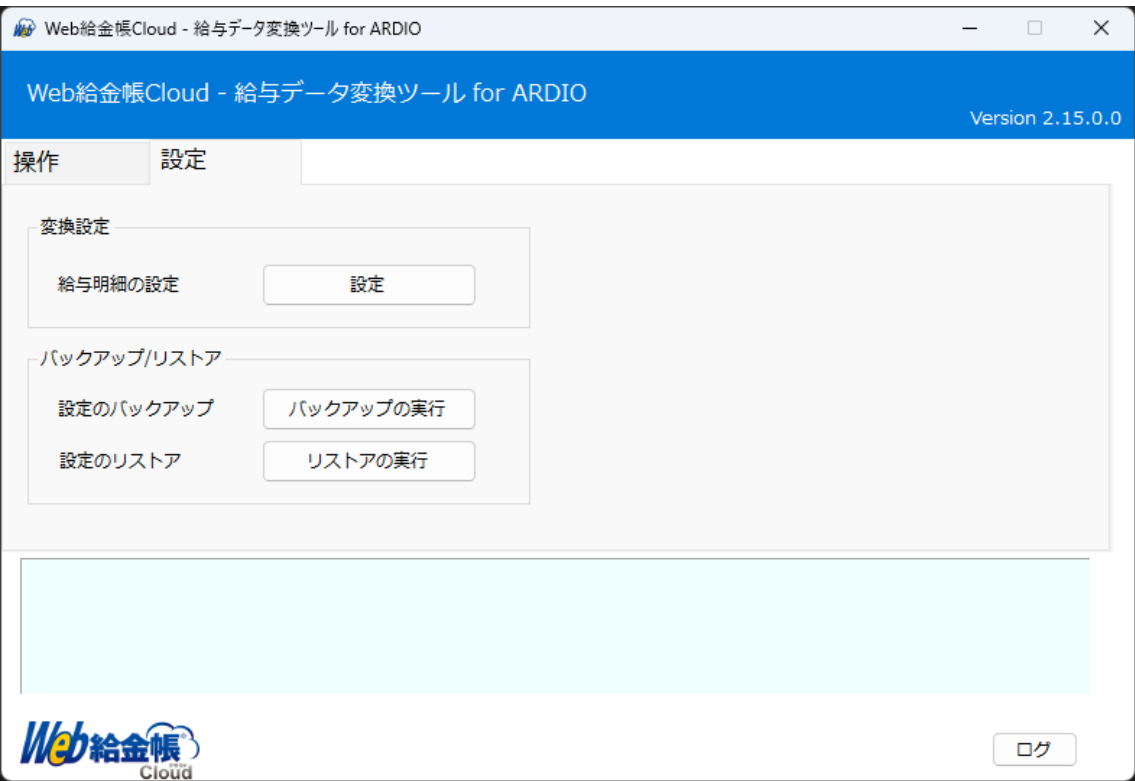 Web給金帳Cloud - 給与データ変換ツール for ARDIO
Web給金帳Cloud - 給与データ変換ツール for ARDIO
Version 2.15.0.0
操作 設定
変換設定
給与明細の設定 設定
バックアップ/リストア
設定のバックアップ バックアップの実行
設定のリストア リストアの実行
Web給金帳
Cloud
ログ